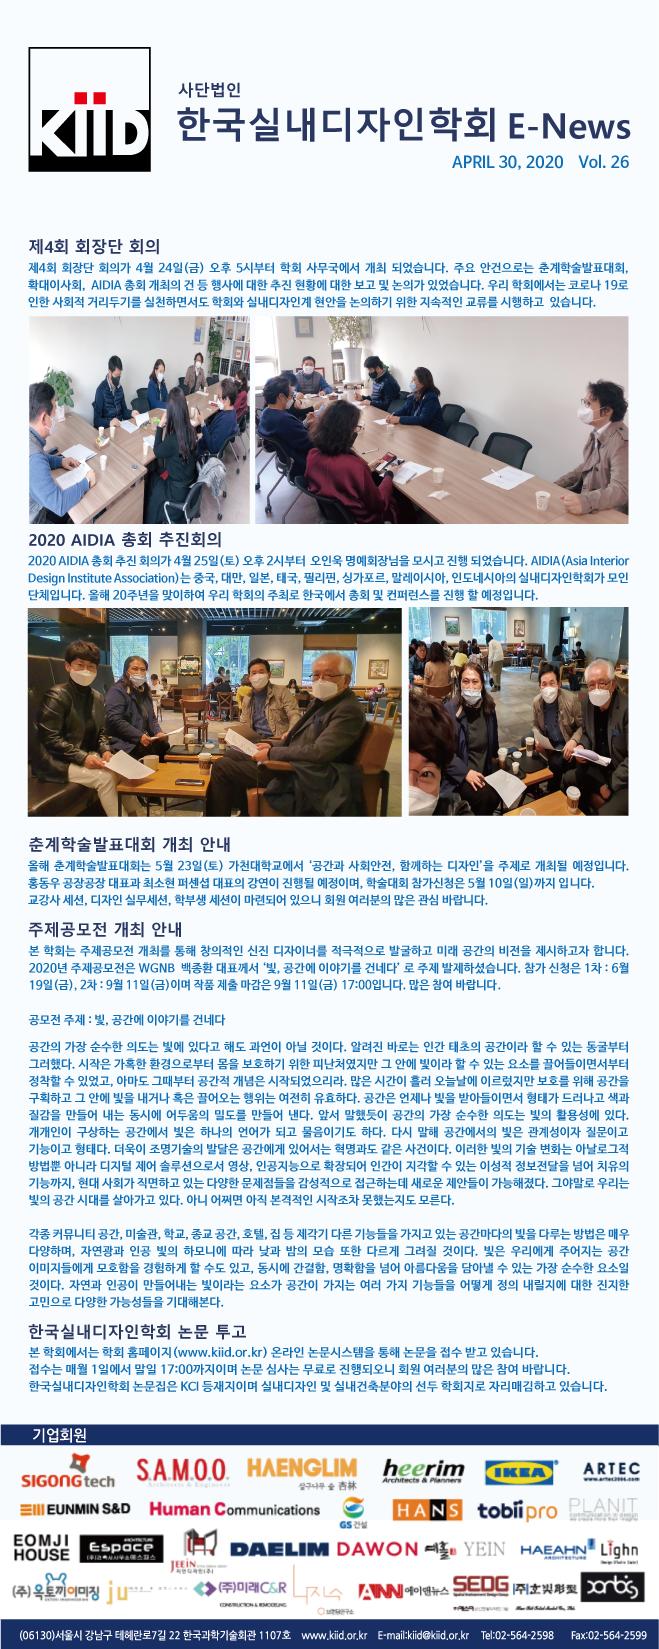 KiiD
사단법인
한국실내디자인학회 E-News
APRIL 30, 2020 Vol. 26
제4회 회장단 회의
제4회 회장단 회의가 4월 24일(금) 오후 5시부터 학회 사무국에서 개최 되었습니다. 주요 안건으로는 춘계학술발표대회,
확대이사회, AIDIA 총회 개최의 건 등 행사에 대한 추진 현황에 대한 보고 및 논의가 있었습니다. 우리 학회에서는 코로나 19로
인한 사회적 거리두기를 실천하면서도 학회와 실내디자인계 현안을 논의하기 위한 지속적인 교류를 시행하고 있습니다.
2020 AIDIA 총회 추진회의
2020 AIDIA 총회 추진 회의가 4월 25일(토) 오후 2시부터 오인욱 명예회장님을 모시고 진행 되었습니다. AIDIA(Asia Interior
Design Institute Association)는 중국, 대만, 일본, 태국, 필리핀, 싱가포르, 말레이시아, 인도네시아의 실내디자인학회가 모인
단체입니다. 올해 20주년을 맞이하여 우리 학회의 주최로 한국에서 총회 및 컨퍼런스를 진행 할 예정입니다.
춘계학술발표대회 개최 안내
올해 춘계학술발표대회는 5월 23일(토) 가천대학교에서 ‘공간과 사회안전, 함께하는 디자인’을 주제로 개최될 예정입니다.
홍동우 공장공장 대표과 최소현 퍼셉션 대표의 강연이 진행될 예정이며, 학술대회 참가신청은 5월 10일(일)까지 입니다.
교강사 세션, 디자인 실무세션, 학부생 세션이 마련되어 있으니 회원 여러분의 많은 관심 바랍니다.
주제공모전 개최 안내
본 학회는 주제공모전 개최를 통해 창의적인 신진 디자이너를 적극적으로 발굴하고 미래 공간의 비전을 제시하고자 합니다.
2020년 주제공모전은 WGNB 백종환 대표께서 ‘빛, 공간에 이야기를 건네다’ 로 주제 발제하셨습니다. 참가 신청은 1차 : 6월
19일(금), 2차 : 9월 11일(금)이며 작품 제출 마감은 9월 11일(금) 17:00입니다. 많은 참여 바랍니다.
공모전 주제 : 빛, 공간에 이야기를 건네다
공간의 가장 순수한 의도는 빛에 있다고 해도 과언이 아닐 것이다. 알려진 바로는 인간 태초의 공간이라 할 수 있는 동굴부터
그러했다. 시작은 가혹한 환경으로부터 몸을 보호하기 위한 피난처였지만 그 안에 빛이라 할 수 있는 요소를 끌어들이면서부터
정착할 수 있었고, 아마도 그때부터 공간적 개념은 시작되었으리라. 많은 시간이 흘러 오늘날에 이르렀지만 보호를 위해 공간을
구획하고 그 안에 빛을 내거나 혹은 끌어오는 행위는 여전히 유효하다. 공간은 언제나 빛을 받아들이면서 형태가 드러나고 색과
질감을 만들어 내는 동시에 어두움의 밀도를 만들어 낸다. 앞서 말했듯이 공간의 가장 순수한 의도는 빛의 활용성에 있다.
개개인이 구상하는 공간에서 빛은 하나의 언어가 되고 물음이기도 하다. 다시 말해 공간에서의 빛은 관계성이자 질문이고
기능이고 형태다. 더욱이 조명기술의 발달은 공간에게 있어서는 혁명과도 같은 사건이다. 이러한 빛의 기술 변화는 아날로그적
방법뿐 아니라 디지털 제어 솔루션으로서 영상, 인공지능으로 확장되어 인간이 지각할 수 있는 이성적 정보전달을 넘어 치유의
기능까지, 현대 사회가 직면하고 있는 다양한 문제점들을 감성적으로 접근하는데 새로운 제안들이 가능해졌다. 그야말로 우리는
빛의 공간 시대를 살아가고 있다. 아니 어쩌면 아직 본격적인 시작조차 못했는지도 모른다.
각종 커뮤니티 공간, 미술관, 학교, 종교 공간, 호텔, 집 등 제각기 다른 기능들을 가지고 있는 공간마다의 빛을 다루는 방법은 매우
다양하며, 자연광과 인공 빛의 하모니에 따라 낮과 밤의 모습 또한 다르게 그려질 것이다. 빛은 우리에게 주어지는 공간
이미지들에게 모호함을 경험하게 할 수도 있고, 동시에 간결함, 명확함을 넘어 아름다움을 담아낼 수 있는 가장 순수한 요소일
것이다. 자연과 인공이 만들어내는 빛이라는 요소가 공간이 가지는 여러 가지 기능들을 어떻게 정의 내릴지에 대한 진지한
고민으로 다양한 가능성들을 기대해본다.
한국실내디자인학회 논문 투고
본 학회에서는 학회 홈페이지(www.kiid.or.kr) 온라인 논문시스템을 통해 논문을 접수 받고 있습니다.
접수는 매월 1일에서 말일 17:00까지이며 논문 심사는 무료로 진행되오니 회원 여러분의 많은 참여 바랍니다.
한국실내디자인학회 논문집은 KCI 등재지이며 실내디자인 및 실내건축분야의 선두 학회지로 자리매김하고 있습니다.
기업회원
SIGONG tech S.A.M.O.O. Architects & Engineers HAENGLIM 살구나무 숲 杏林 heerim Architects & Planners IKEA ARTEC www.artec2006.com
EUNMIN S&D Human Communications GS건설 HANS tobii pro PLANIT
EOMJI HOUSE Espace JEEIN DAELIM DAWON 예흘 YEIN HAEAHN ARCHITECTURE Lighn
(주)옥토끼이미징 ju (주)미래C&R CONSTRUCTION & REMODELING ANN 에이앤뉴스 SEDG
(06130)서울시 강남구 테헤란로7길 22 한국과학기술회관 1107호 www.kiid.or.kr E-mail:kiid@kiid.or.kr Tel:02-564-2598 Fax:02-564-2599